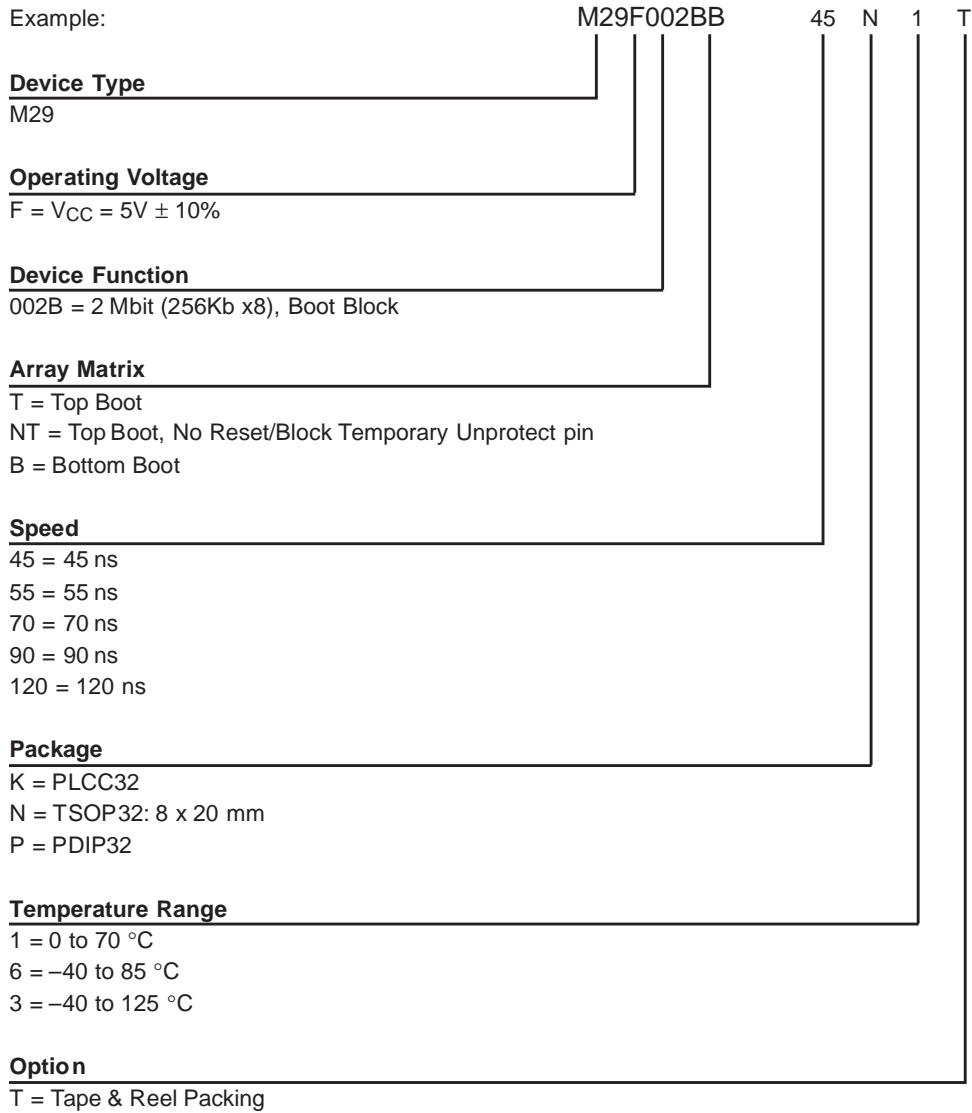 Example: M29F002BB 45 N 1 T
Device Type
M29
Operating Voltage
F = VCC = 5V ± 10%
Device Function
002B = 2 Mbit (256Kb x8), Boot Block
Array Matrix
T = Top Boot
NT = Top Boot, No Reset/Block Temporary Unprotect pin
B = Bottom Boot
Speed
45 = 45 ns
55 = 55 ns
70 = 70 ns
90 = 90 ns
120 = 120 ns
Package
K = PLCC32
N = TSOP32: 8 x 20 mm
P = PDIP32
Temperature Range
1 = 0 to 70 °C
6 = –40 to 85 °C
3 = –40 to 125 °C
Option
T = Tape & Reel Packing